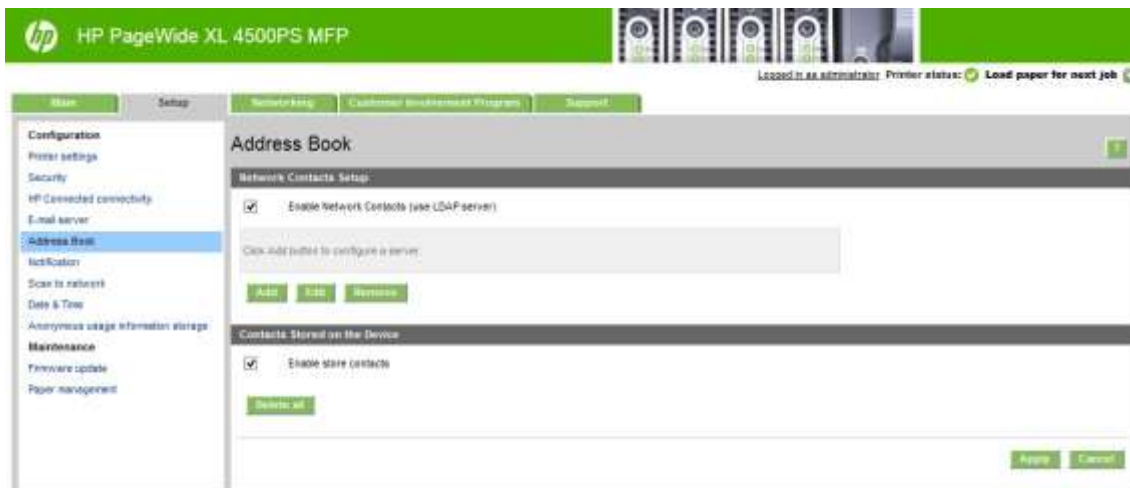 hp HP PageWide XL 4500PS MFP
Logged in as administrator Printer status: Load paper for next job
Main Setup Networking Customer Involvement Program Support
Configuration
Printer settings
Security
HP Connected connectivity
E-mail server
Address Book
Notification
Scan to network
Date & Time
Anonymous usage information storage
Maintenance
Firmware update
Paper management
Address Book
?
Network Contacts Setup
Enable Network Contacts (use LDAP server)
Click Add button to configure a server.
Add Edit Remove
Contacts Stored on the Device
Enable store contacts
Delete all
Apply Cancel